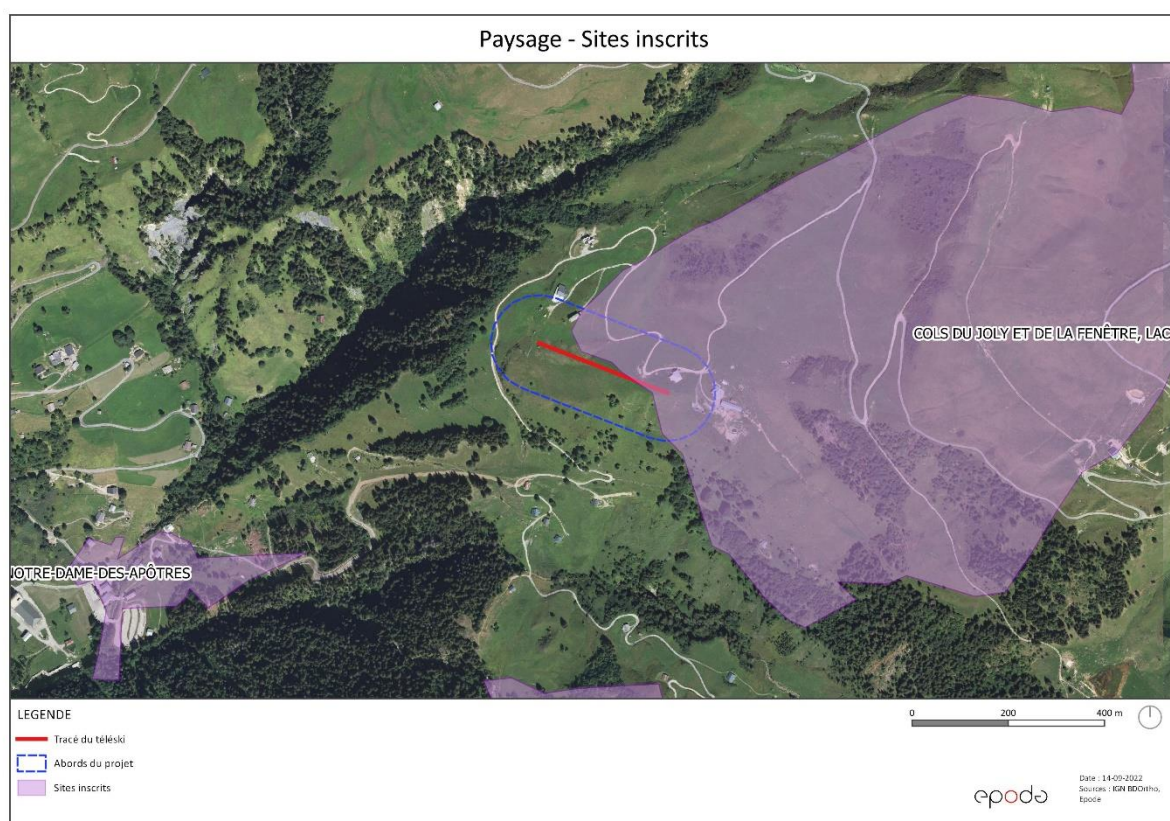 Paysage - Sites inscrits
COLS DU JOLY ET DE LA FENÊTRE, LAC
OTRE-DAME-DES-APÔTRES
LEGENDE
Tracé du téléski
Abords du projet
Sites inscrits
0 200 400 m
epode
Date : 14-09-2022
Sources : IGN BDOrtho,
Epode